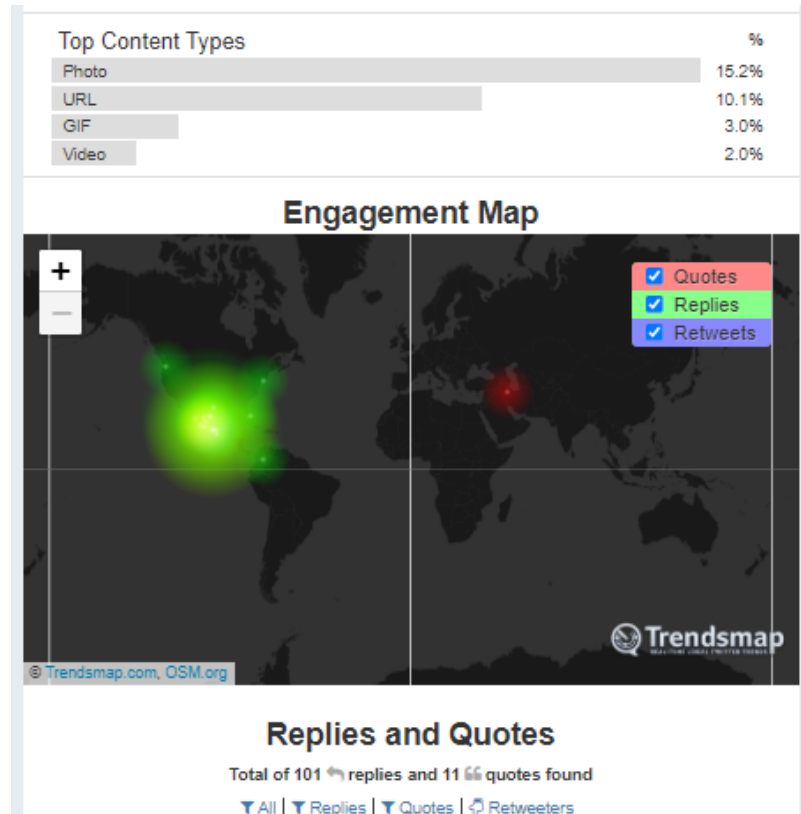 Top Content Types %
Photo 15.2%
URL 10.1%
GIF 3.0%
Video 2.0%
Engagement Map
+
−
Quotes
Replies
Retweets
Trendsmap
© Trendsmap.com, OSM.org
Replies and Quotes
Total of 101 replies and 11 quotes found
All | Replies | Quotes | Retweeters